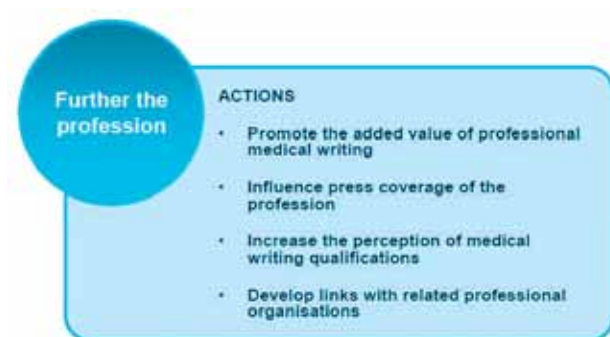 Further the
profession
ACTIONS
• Promote the added value of professional
medical writing
• Influence press coverage of the
profession
• Increase the perception of medical
writing qualifications
• Develop links with related professional
organisations